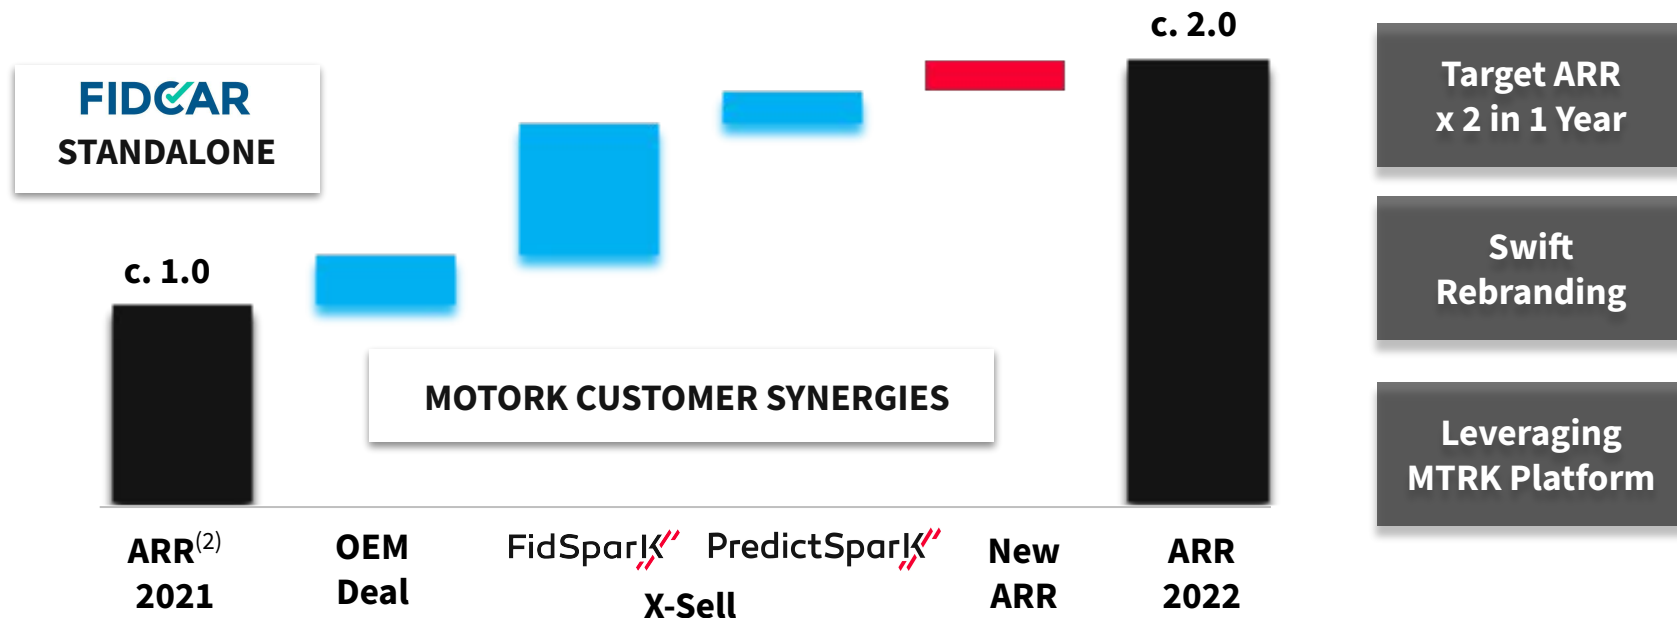 c. 2.0
FIDCAR
STANDALONE
c. 1.0
MOTORK CUSTOMER SYNERGIES
ARR(2)
2021
OEM
Deal
FidSpark
PredictSpark
X-Sell
New
ARR
ARR
2022
Target ARR
x 2 in 1 Year
Swift
Rebranding
Leveraging
MTRK Platform